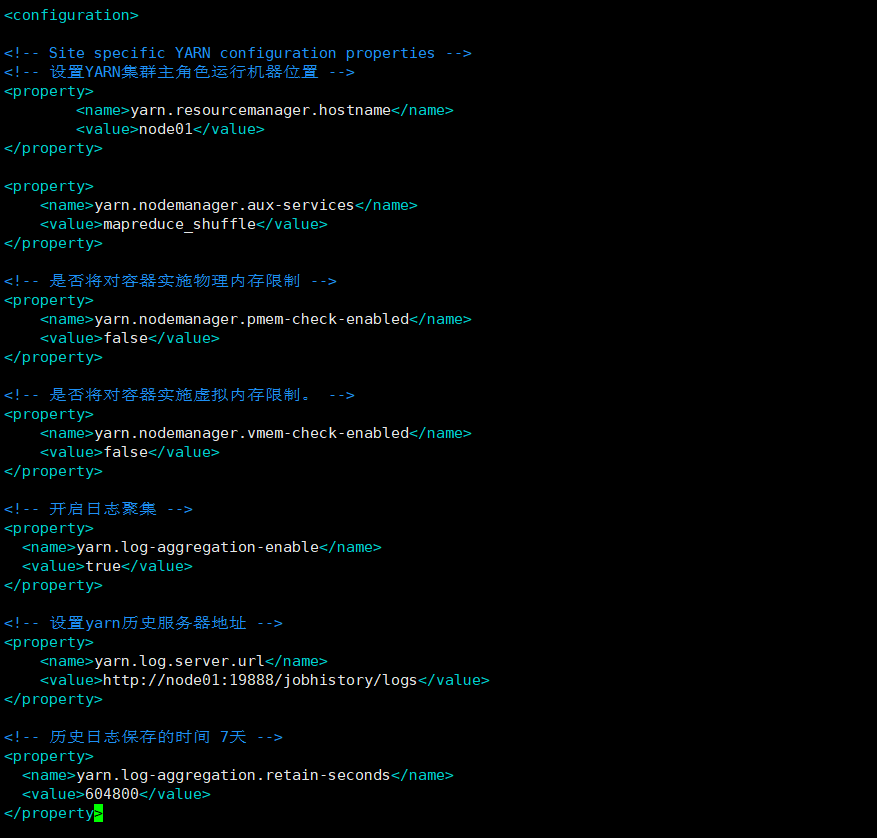 <configuration>
<!-- Site specific YARN configuration properties -->
<!-- 设置YARN集群主角色运行机器位置 -->
<property>
<name>yarn.resourcemanager.hostname</name>
<value>node01</value>
</property>
<property>
<name>yarn.nodemanager.aux-services</name>
<value>mapreduce_shuffle</value>
</property>
<!-- 是否将对容器实施物理内存限制 -->
<property>
<name>yarn.nodemanager.pmem-check-enabled</name>
<value>false</value>
</property>
<!-- 是否将对容器实施虚拟内存限制。 -->
<property>
<name>yarn.nodemanager.vmem-check-enabled</name>
<value>false</value>
</property>
<!-- 开启日志聚集 -->
<property>
<name>yarn.log-aggregation-enable</name>
<value>true</value>
</property>
<!-- 设置yarn历史服务器地址 -->
<property>
<name>yarn.log.server.url</name>
<value>http://node01:19888/jobhistory/logs</value>
</property>
<!-- 历史日志保存的时间 7天 -->
<property>
<name>yarn.log-aggregation.retain-seconds</name>
<value>604800</value>
</property>